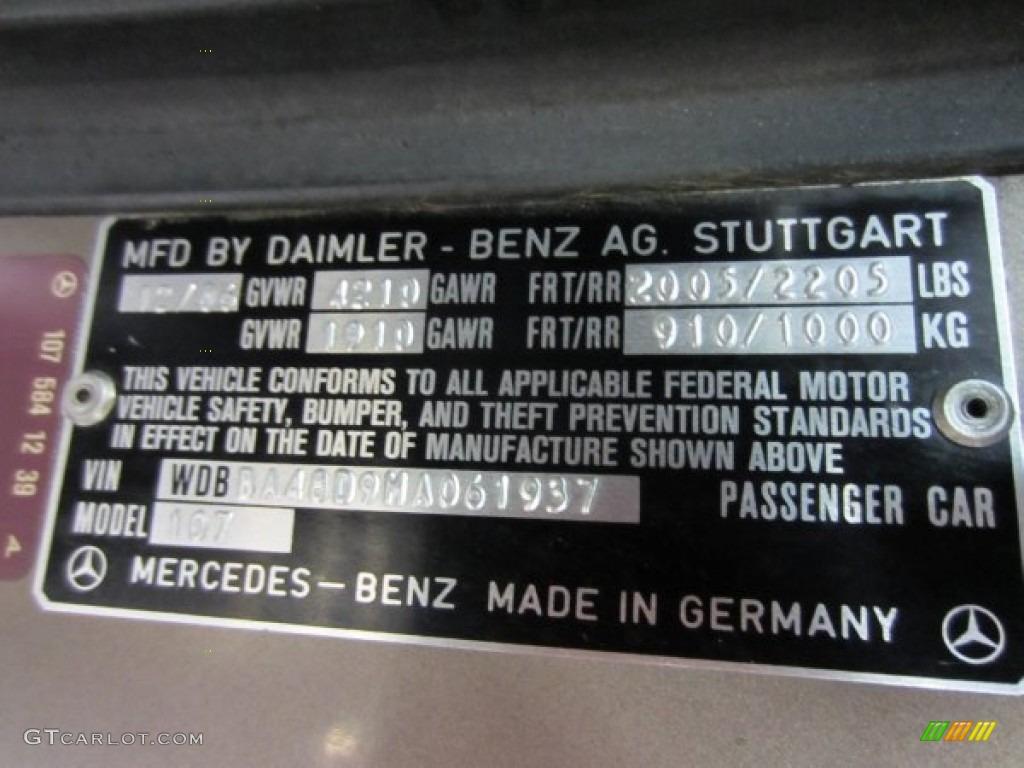 MFD BY DAIMLER - BENZ AG. STUTTGART
12/86 GVWR 4210 GAWR FRT/RR 2005/2205 LBS
GVWR 1910 GAWR FRT/RR 910/1000 KG
THIS VEHICLE CONFORMS TO ALL APPLICABLE FEDERAL MOTOR
VEHICLE SAFETY, BUMPER, AND THEFT PREVENTION STANDARDS
IN EFFECT ON THE DATE OF MANUFACTURE SHOWN ABOVE
VIN WDBBA48D9HA061937 PASSENGER CAR
MODEL 107
MERCEDES-BENZ MADE IN GERMANY
107 584 12 39 A
GTCARLOT.COM